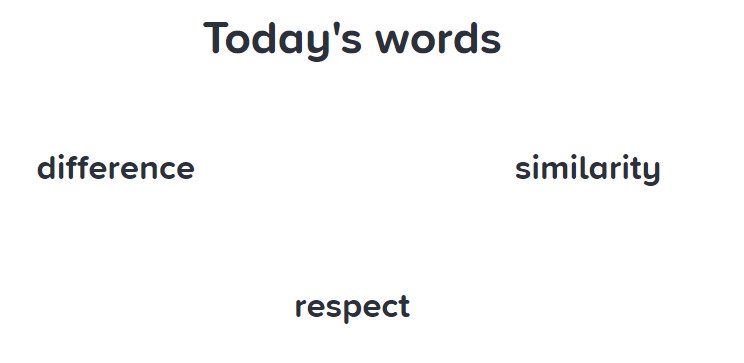 Today's words
difference
similarity
respect